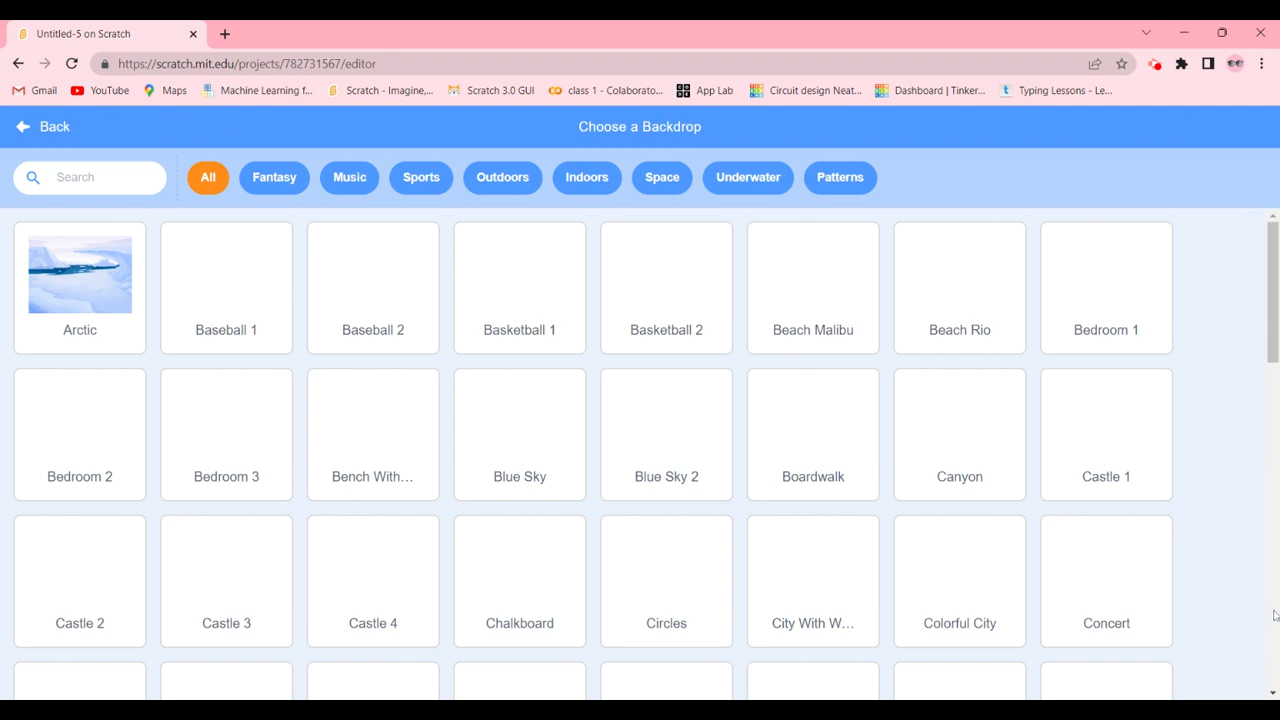 Untitled-5 on Scratch
https://scratch.mit.edu/projects/782731567/editor
Gmail YouTube Maps Machine Learning f... Scratch - Imagine,... Scratch 3.0 GUI class 1 - Colaborato... App Lab Circuit design Neat... Dashboard | Tinker... Typing Lessons - Le...
Back Choose a Backdrop
Search All Fantasy Music Sports Outdoors Indoors Space Underwater Patterns
Arctic Baseball 1 Baseball 2 Basketball 1 Basketball 2 Beach Malibu Beach Rio Bedroom 1
Bedroom 2 Bedroom 3 Bench With... Blue Sky Blue Sky 2 Boardwalk Canyon Castle 1
Castle 2 Castle 3 Castle 4 Chalkboard Circles City With W... Colorful City Concert